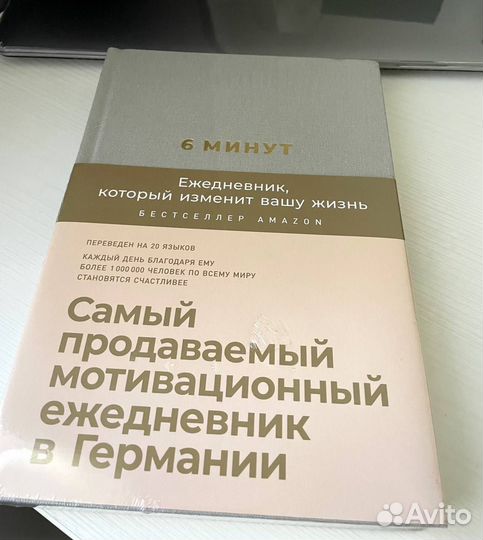 6 МИНУТ
Ежедневник,
который изменит вашу жизнь
БЕСТСЕЛЛЕР AMAZON
ПЕРЕВЕДЕН НА 20 ЯЗЫКОВ
КАЖДЫЙ ДЕНЬ БЛАГОДАРЯ ЕМУ
БОЛЕЕ 1 000 000 ЧЕЛОВЕК ПО ВСЕМУ МИРУ
СТАНОВЯТСЯ СЧАСТЛИВЕЕ
Самый
продаваемый
мотивационный
ежедневник
в Германии
Avito